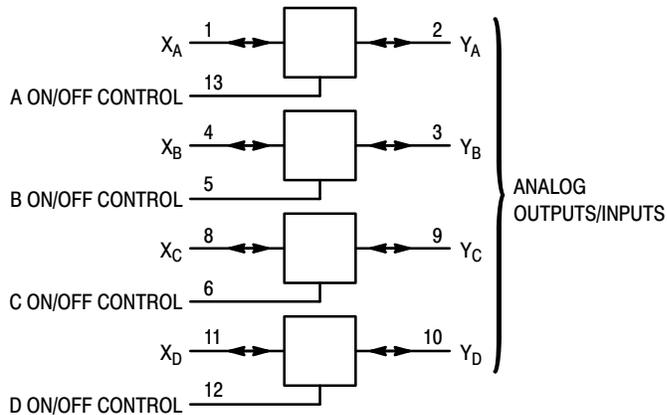 1 2
X_A Y_A
13
A ON/OFF CONTROL
4 3
X_B Y_B
5
B ON/OFF CONTROL
ANALOG
OUTPUTS/INPUTS
8 9
X_C Y_C
6
C ON/OFF CONTROL
11 10
X_D Y_D
12
D ON/OFF CONTROL